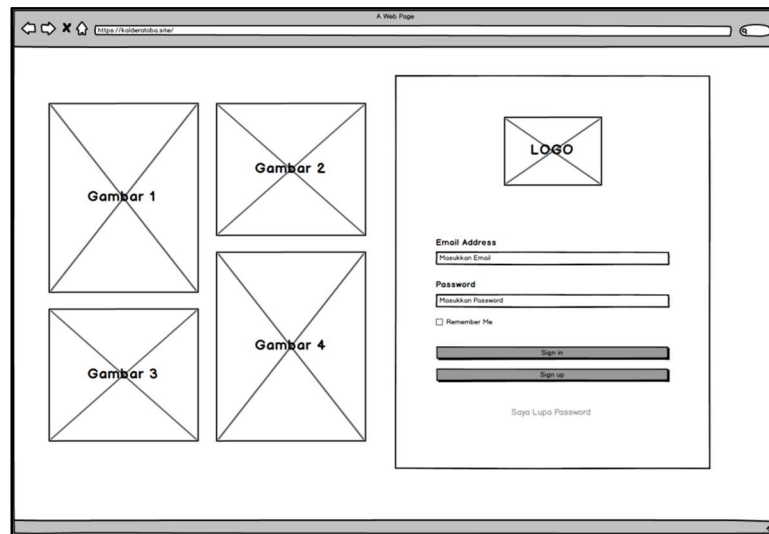 A Web Page
https://kalderatoba.site/
Gambar 1
Gambar 2
Gambar 3
Gambar 4
LOGO
Email Address
Masukkan Email
Password
Masukkan Password
Remember Me
Sign in
Sign up
Saya Lupa Password